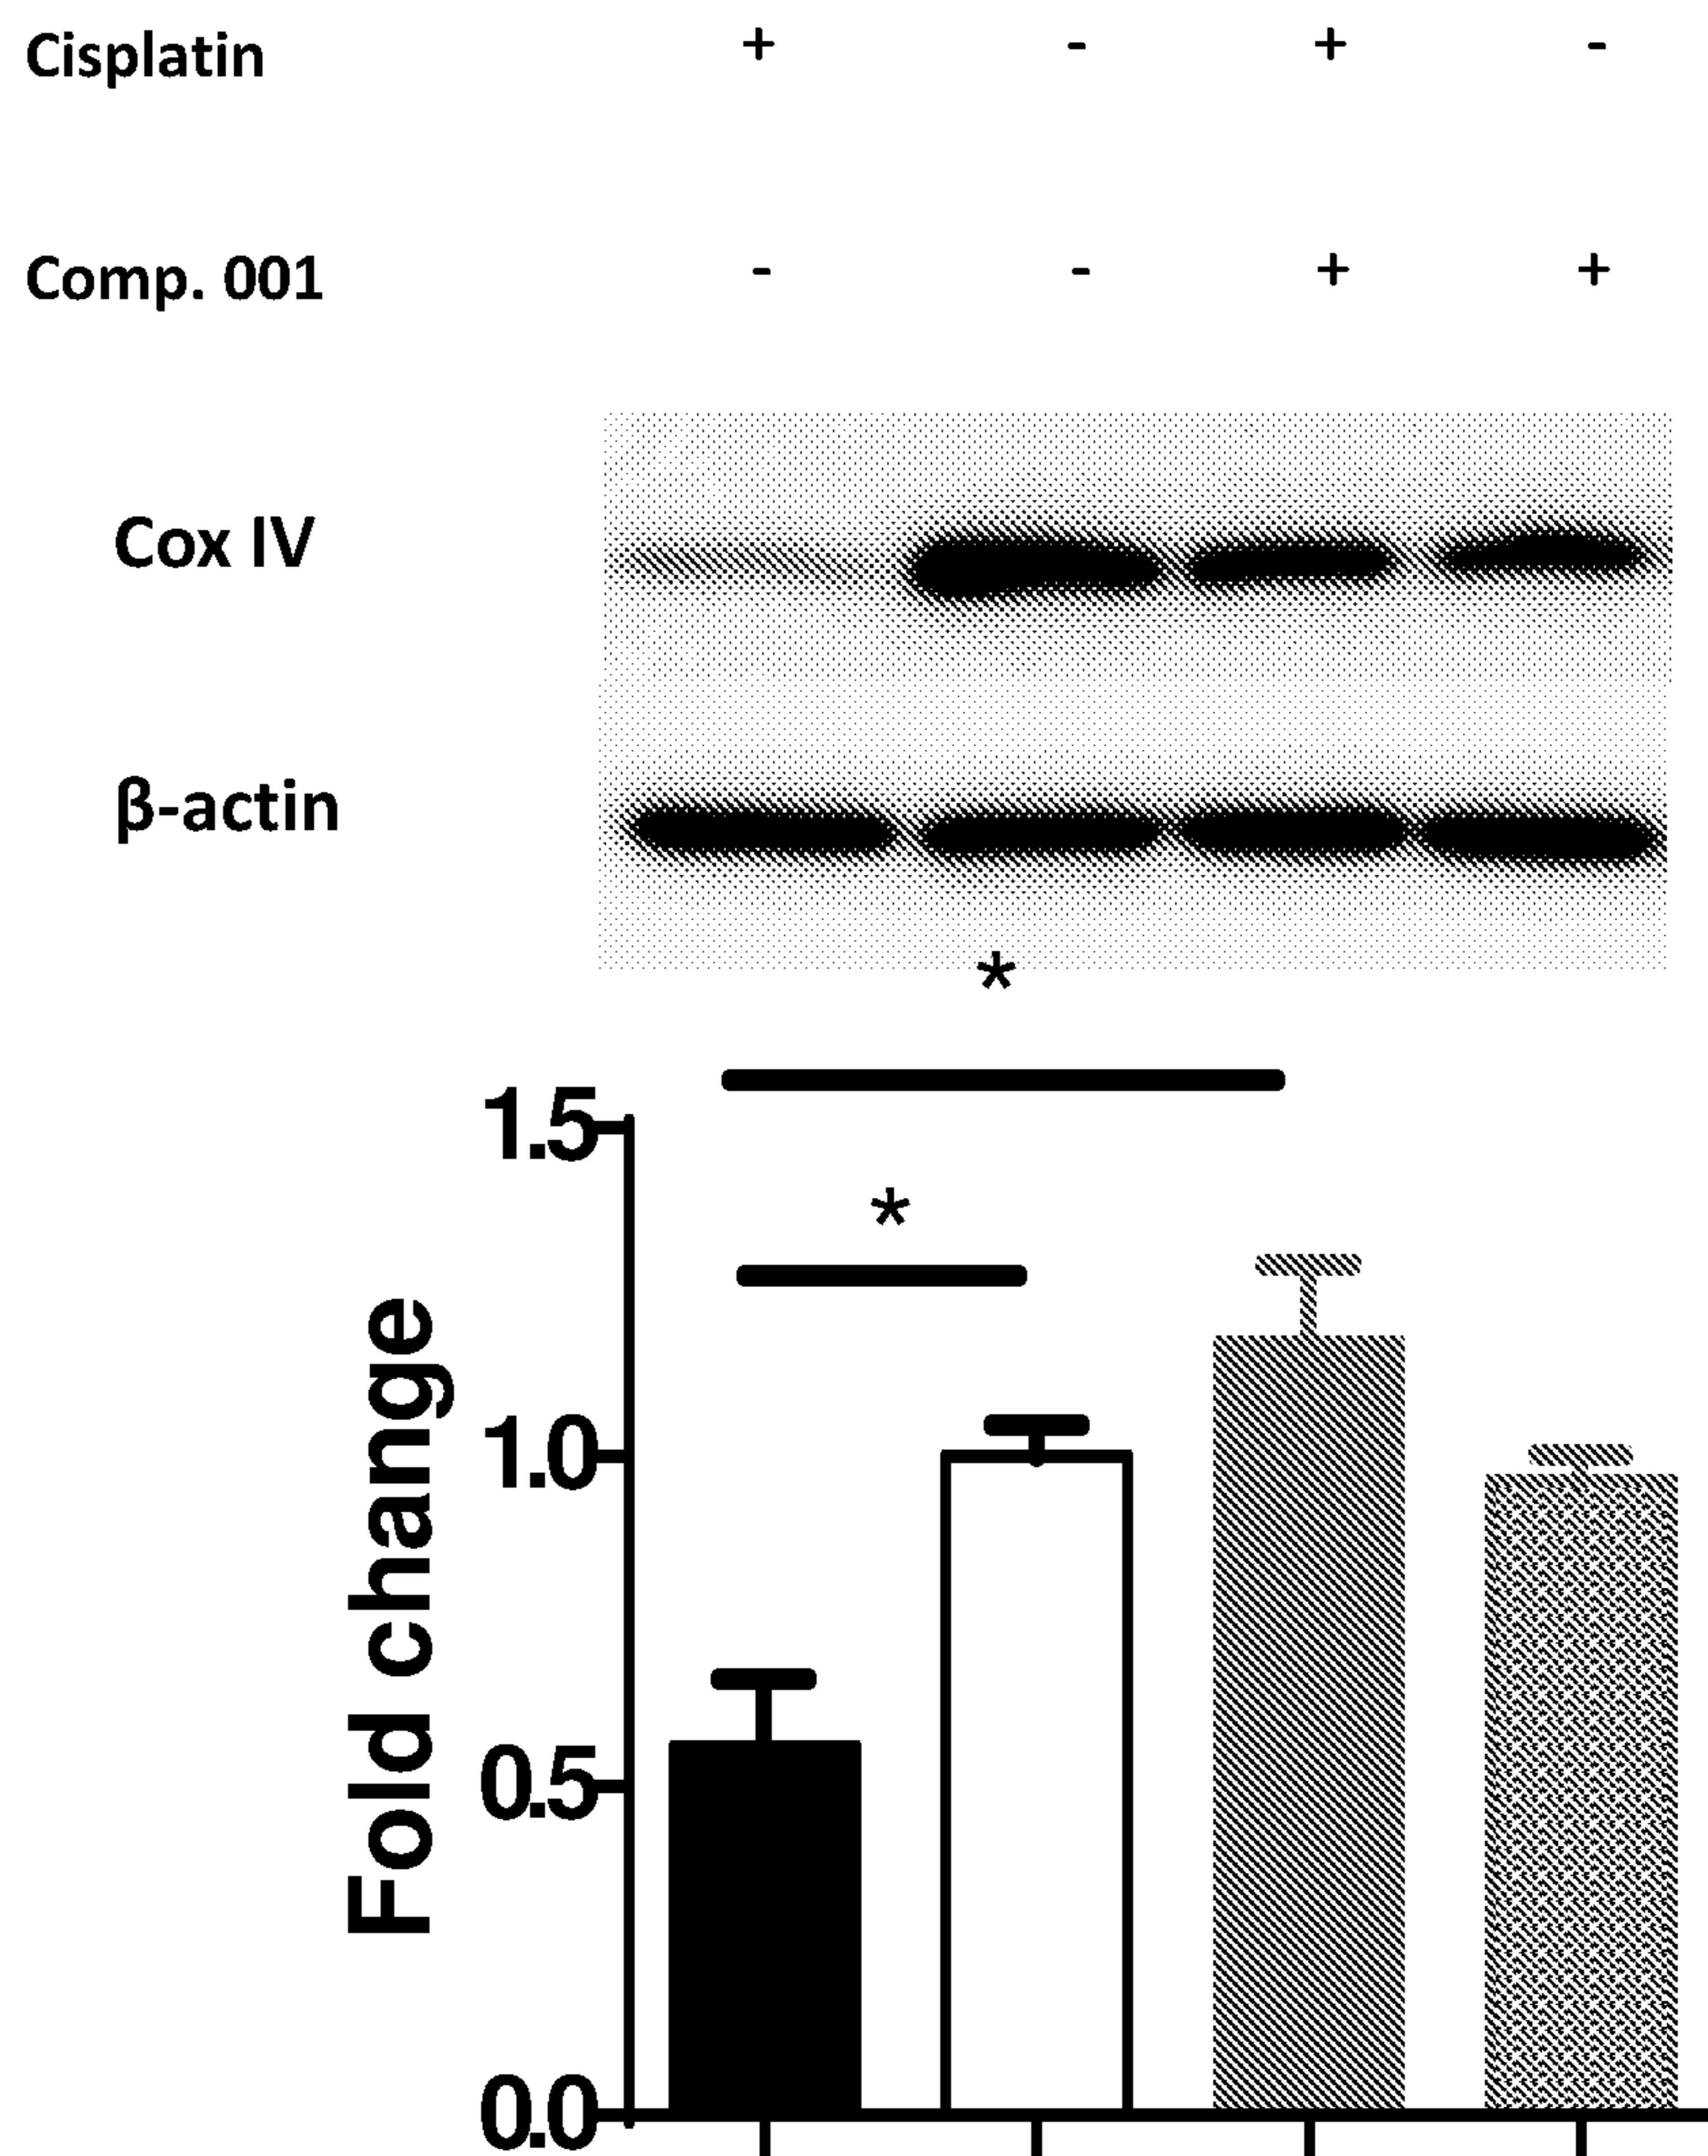 Cisplatin + - + -
Comp. 001 - - + +
Cox IV
β-actin
*
1.5
*
Fold change
1.0
0.5
0.0